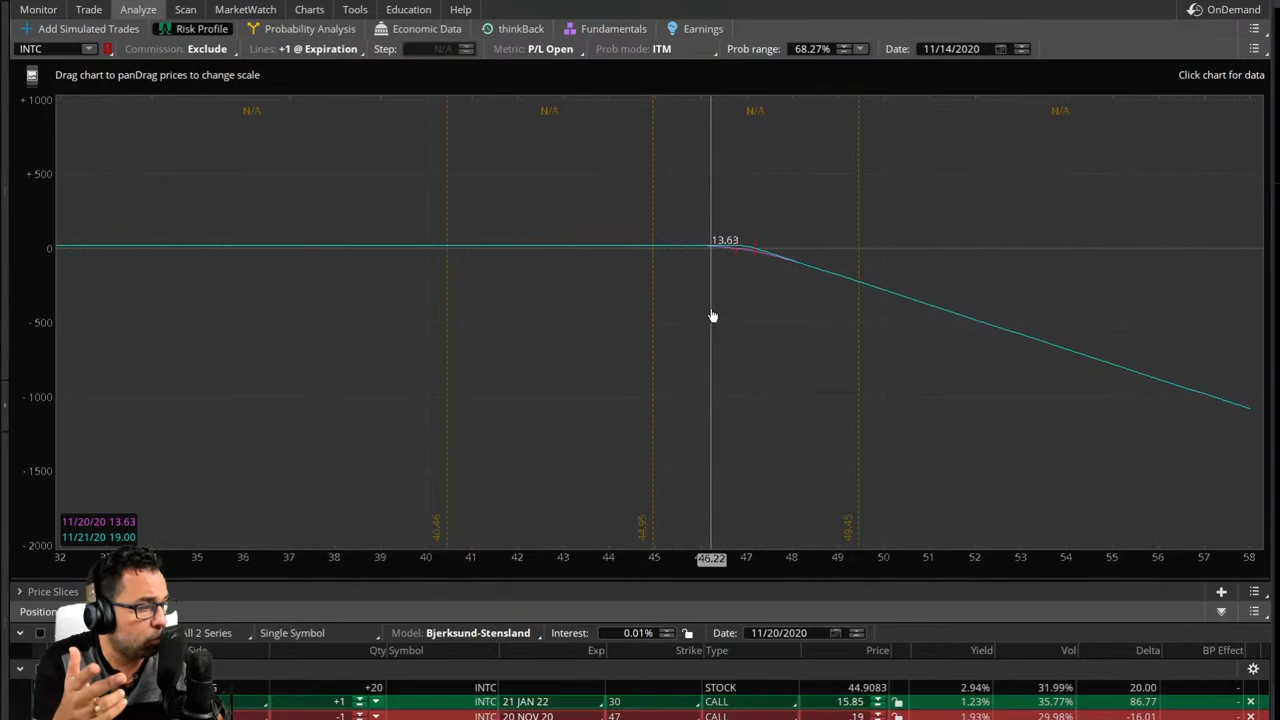 Monitor Trade Analyze Scan MarketWatch Charts Tools Education Help OnDemand
Add Simulated Trades Risk Profile Probability Analysis Economic Data thinkBack Fundamentals Earnings
INTC Commission: Exclude Lines: +1 @ Expiration Step: N/A Metric: P/L Open Prob mode: ITM Prob range: 68.27% Date: 11/14/2020
Drag chart to panDrag prices to change scale Click chart for data
+ 1000
N/A N/A N/A N/A
+ 500
13.63
0
- 500
- 1000
- 1500
40.46 44.95 49.45
11/20/20 13.63
11/21/20 19.00
- 2000
32 35 36 37 38 39 40 41 42 43 44 45 46.22 47 48 49 50 51 52 53 54 55 56 57 58
Price Slices
Position
All 2 Series Single Symbol Model: Bjerksund-Stensland Interest: 0.01% Date: 11/20/2020
Side Qty Symbol Exp Strike Type Price Yield Vol Delta BP Effect
+20 INTC STOCK 44.9083 2.94% 31.99% 20.00 -
+1 INTC 21 JAN 22 30 CALL 15.85 1.23% 35.77% 86.77 -
-1 INTC 20 NOV 20 47 CALL .19 1.93% 29.98% -16.01 -